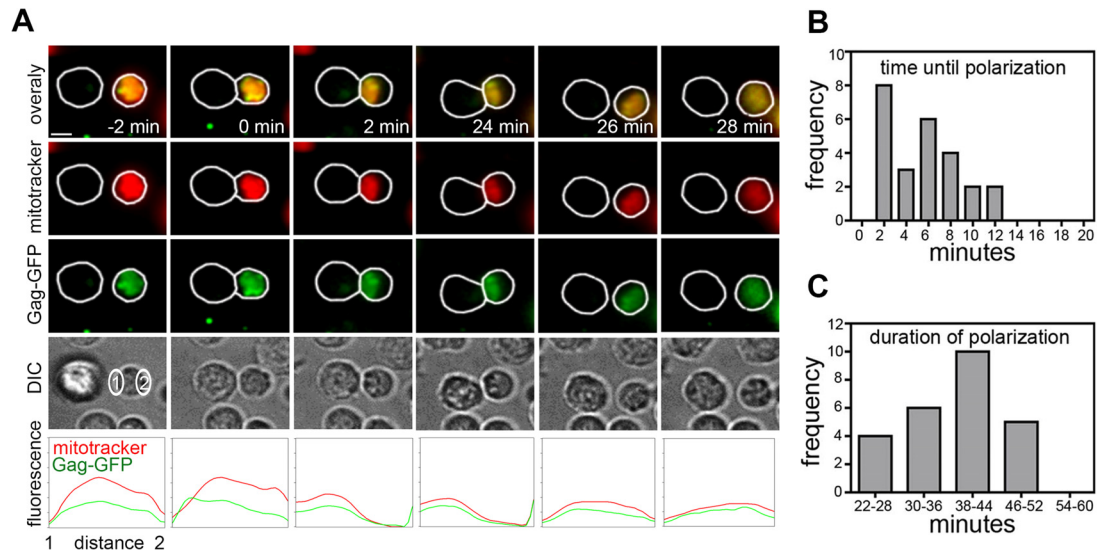 A
overaly
-2 min
0 min
2 min
24 min
26 min
28 min
mitotracker
Gag-GFP
DIC
1 2
fluorescence
mitotracker
Gag-GFP
1 distance 2
B
time until polarization
frequency
10
8
6
4
2
0
0 2 4 6 8 10 12 14 16 18 20
minutes
C
duration of polarization
frequency
12
10
8
6
4
2
0
22-28 30-36 38-44 46-52 54-60
minutes